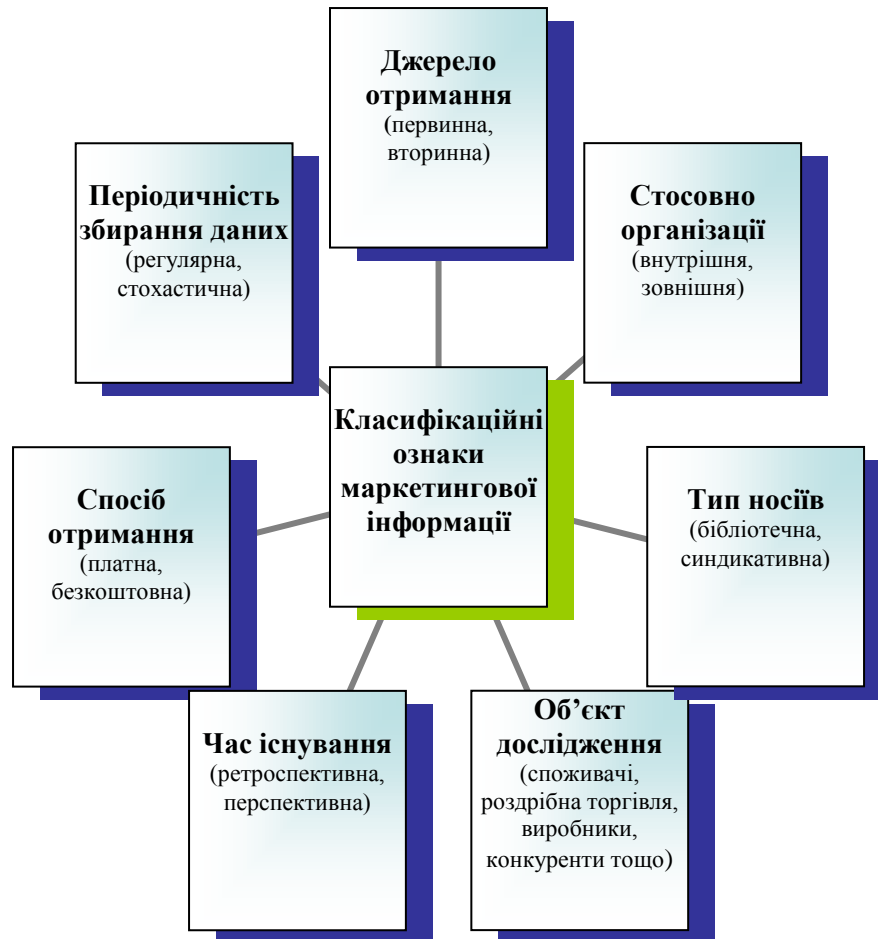 Джерело
отримання
(первинна,
вторинна)
Періодичність
збирання даних
(регулярна,
стохастична)
Стосовно
організації
(внутрішня,
зовнішня)
Класифікаційні
ознаки
маркетингової
інформації
Спосіб
отримання
(платна,
безкоштовна)
Тип носіїв
(бібліотечна,
синдикативна)
Час існування
(ретроспективна,
перспективна)
Об’єкт
дослідження
(споживачі,
роздрібна торгівля,
виробники,
конкуренти тощо)